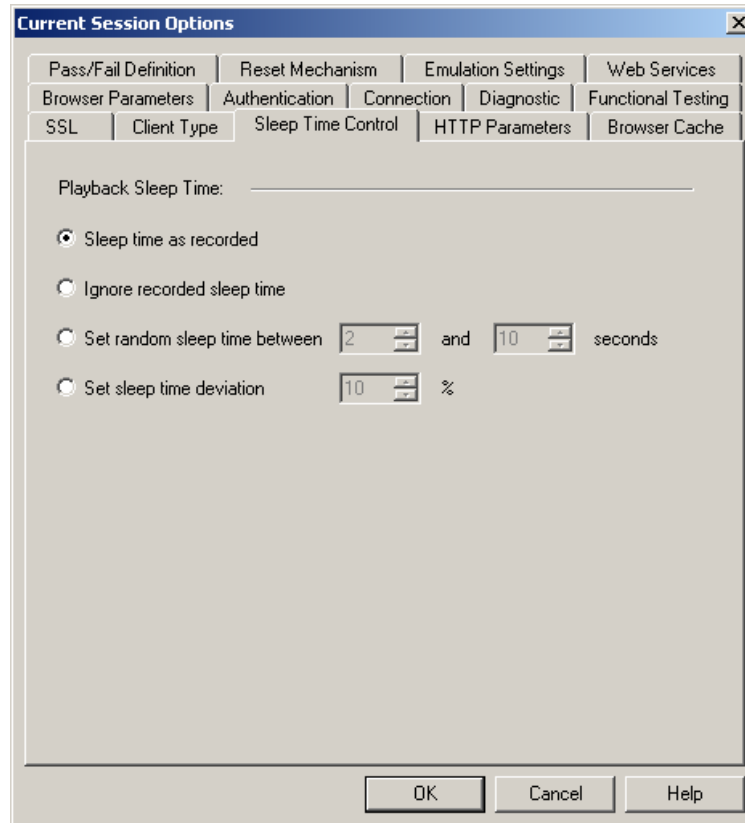 Current Session Options
Pass/Fail Definition Reset Mechanism Emulation Settings Web Services
Browser Parameters Authentication Connection Diagnostic Functional Testing
SSL Client Type Sleep Time Control HTTP Parameters Browser Cache
Playback Sleep Time:
Sleep time as recorded
Ignore recorded sleep time
Set random sleep time between 2 and 10 seconds
Set sleep time deviation 10 %
OK Cancel Help